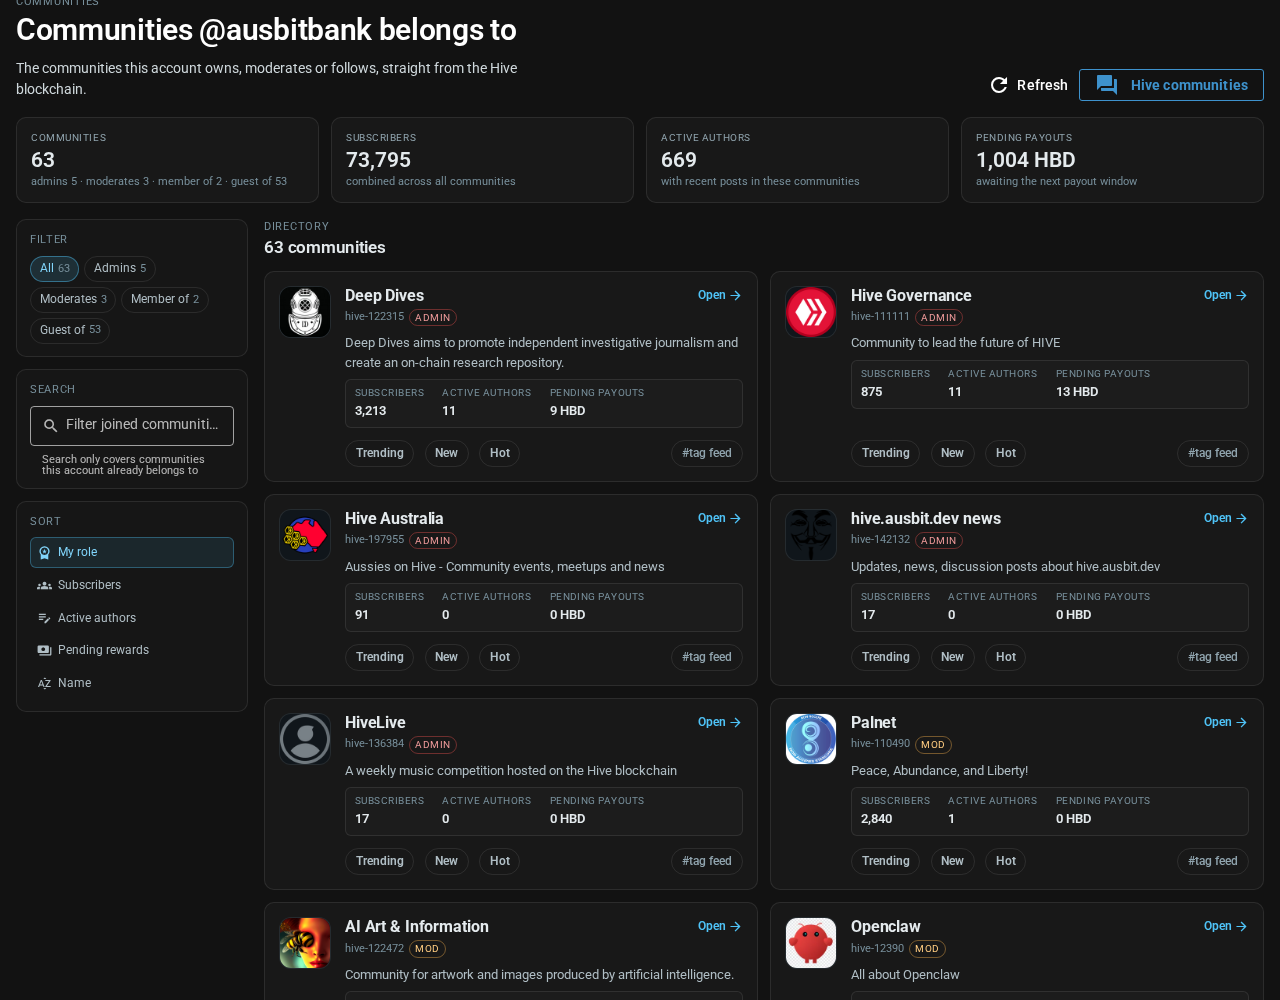 COMMUNITIES
Communities @ausbitbank belongs to
The communities this account owns, moderates or follows, straight from the Hive
blockchain.
Refresh
Hive communities
COMMUNITIES
63
admins 5 · moderates 3 · member of 2 · guest of 53
SUBSCRIBERS
73,795
combined across all communities
ACTIVE AUTHORS
669
with recent posts in these communities
PENDING PAYOUTS
1,004 HBD
awaiting the next payout window
FILTER
All 63
Admins 5
Moderates 3
Member of 2
Guest of 53
SEARCH
Filter joined communiti…
Search only covers communities
this account already belongs to
SORT
My role
Subscribers
Active authors
Pending rewards
Name
DIRECTORY
63 communities
Deep Dives
Open
hive-122315 ADMIN
Deep Dives aims to promote independent investigative journalism and
create an on-chain research repository.
SUBSCRIBERS ACTIVE AUTHORS PENDING PAYOUTS
3,213 11 9 HBD
Trending New Hot #tag feed
Hive Governance
Open
hive-111111 ADMIN
Community to lead the future of HIVE
SUBSCRIBERS ACTIVE AUTHORS PENDING PAYOUTS
875 11 13 HBD
Trending New Hot #tag feed
Hive Australia
Open
hive-197955 ADMIN
Aussies on Hive - Community events, meetups and news
SUBSCRIBERS ACTIVE AUTHORS PENDING PAYOUTS
91 0 0 HBD
Trending New Hot #tag feed
hive.ausbit.dev news
Open
hive-142132 ADMIN
Updates, news, discussion posts about hive.ausbit.dev
SUBSCRIBERS ACTIVE AUTHORS PENDING PAYOUTS
17 0 0 HBD
Trending New Hot #tag feed
HiveLive
Open
hive-136384 ADMIN
A weekly music competition hosted on the Hive blockchain
SUBSCRIBERS ACTIVE AUTHORS PENDING PAYOUTS
17 0 0 HBD
Trending New Hot #tag feed
Palnet
Open
hive-110490 MOD
Peace, Abundance, and Liberty!
SUBSCRIBERS ACTIVE AUTHORS PENDING PAYOUTS
2,840 1 0 HBD
Trending New Hot #tag feed
AI Art & Information
Open
hive-122472 MOD
Community for artwork and images produced by artificial intelligence.
Openclaw
Open
hive-12390 MOD
All about Openclaw